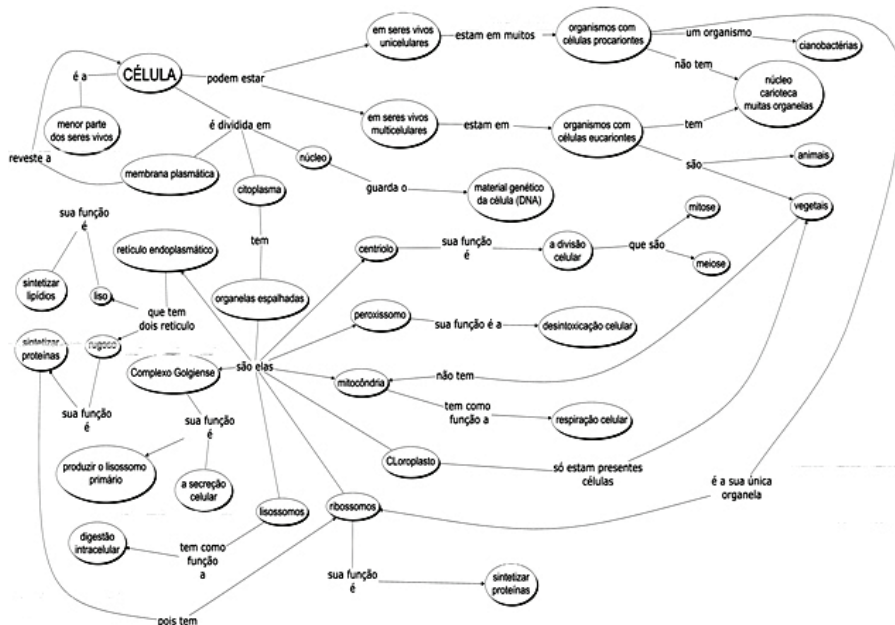 em seres vivos
unicelulares
estam em muitos
organismos com
células procariontes
um organismo
cianobactérias
CÉLULA
podem estar
não tem
núcleo
carioteca
muitas organelas
é a
menor parte
dos seres vivos
em seres vivos
multicelulares
estam em
organismos com
células eucariontes
tem
é dividida em
reveste a
membrana plasmática
núcleo
citoplasma
guarda o
material genético
da célula (DNA)
são
animais
vegetais
mitose
sua função
é
reticulo endoplasmático
tem
centriolo
sua função
é
a divisão
celular
que são
meiose
sintetizar
lipídios
liso
que tem
dois reticulo
organelas espalhadas
peroxissomo
sua função é a
desintoxicação celular
sintetizar
proteínas
rugoso
são elas
Complexo Golgiense
mitocôndria
não tem
sua função
é
sua função
é
tem como
função a
respiração celular
produzir o lisossomo
primário
a secreção
celular
CLoroplasto
só estam presentes
células
é a sua única
organela
lisossomos
ribossomos
digestão
intracelular
tem como
função
a
sua função
é
sintetizar
proteínas
pois tem